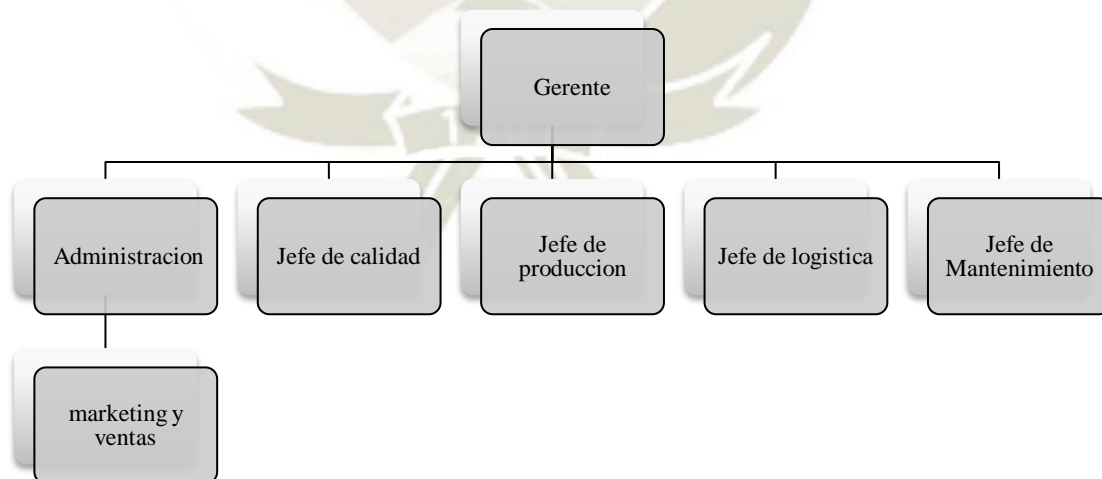 Gerente
Administracion
Jefe de calidad
Jefe de
produccion
Jefe de logistica
Jefe de
Mantenimiento
marketing y
ventas